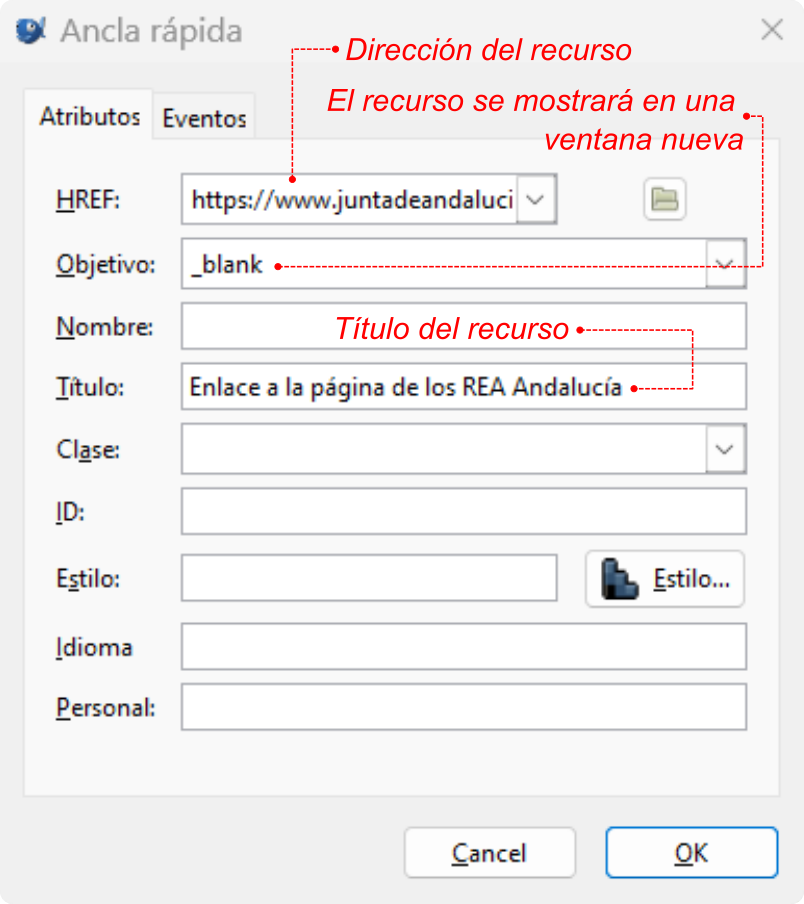 Ancla rápida
Dirección del recurso
El recurso se mostrará en una
ventana nueva
Atributos
Eventos
HREF:
https://www.juntadeandaluci
Objetivo:
_blank
Nombre:
Título del recurso
Título:
Enlace a la página de los REA Andalucía
Clase:
ID:
Estilo:
Estilo...
Idioma
Personal:
Cancel
OK